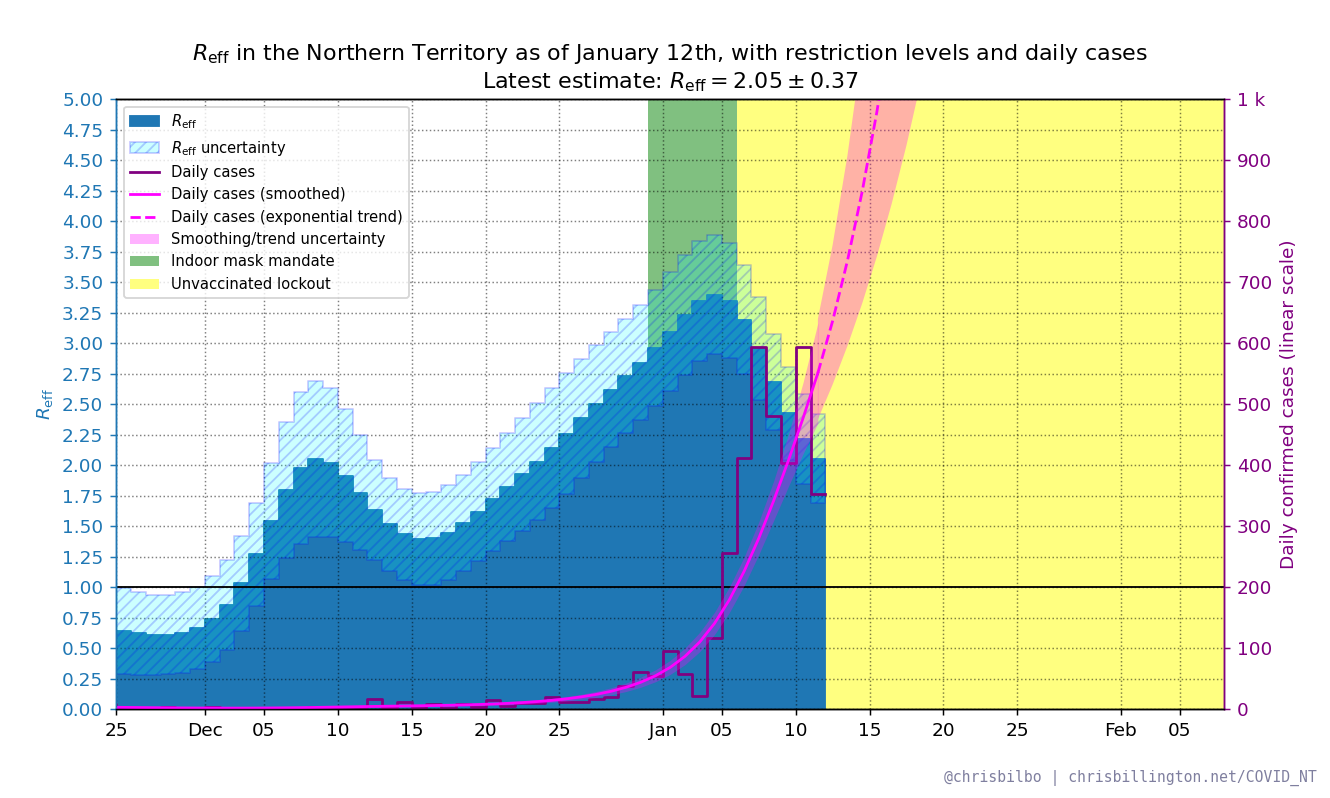 R_eff in the Northern Territory as of January 12th, with restriction levels and daily cases
Latest estimate: R_eff = 2.05 ± 0.37
R_eff
R_eff uncertainty
Daily cases
Daily cases (smoothed)
Daily cases (exponential trend)
Smoothing/trend uncertainty
Indoor mask mandate
Unvaccinated lockout
5.00
4.75
4.50
4.25
4.00
3.75
3.50
3.25
3.00
2.75
2.50
2.25
2.00
1.75
1.50
1.25
1.00
0.75
0.50
0.25
0.00
R_eff
1 k
900
800
700
600
500
400
300
200
100
0
Daily confirmed cases (linear scale)
25 Dec 05 10 15 20 25 Jan 05 10 15 20 25 Feb 05
@chrisbilbo | chrisbillington.net/COVID_NT